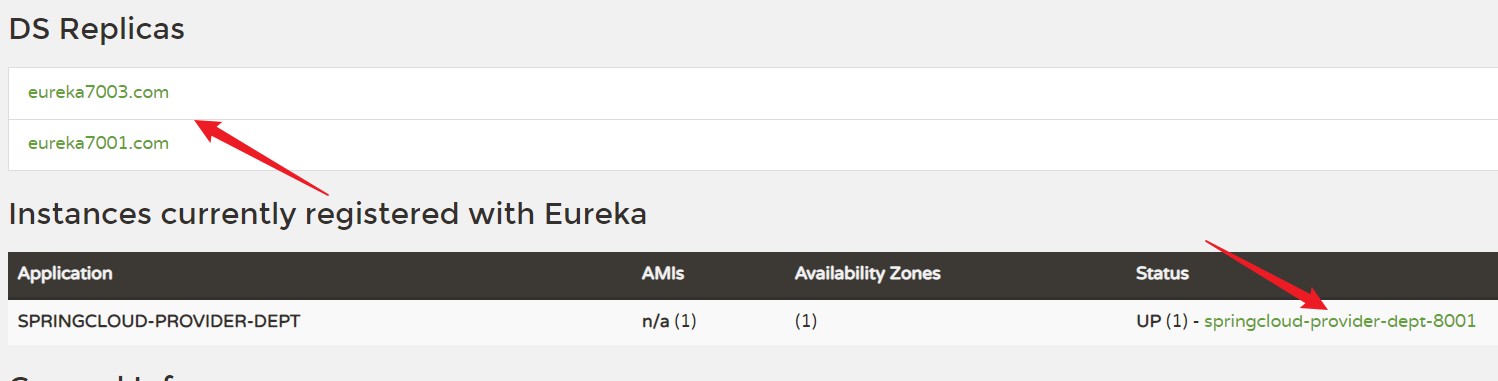 DS Replicas
eureka7003.com
eureka7001.com
Instances currently registered with Eureka
Application AMIs Availability Zones Status
SPRINGCLOUD-PROVIDER-DEPT n/a (1) (1) UP (1) - springcloud-provider-dept-8001